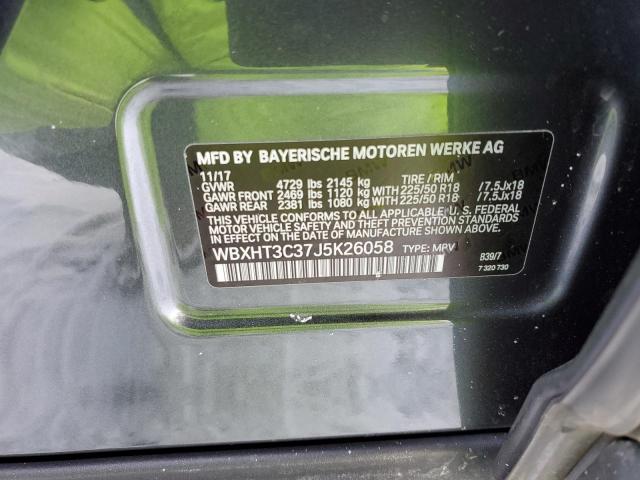 MFD BY BAYERISCHE MOTOREN WERKE AG
11/17
GVWR 4729 lbs 2145 kg TIRE / RIM
GAWR FRONT 2469 lbs 1120 kg WITH 225/50 R18 /7.5Jx18
GAWR REAR 2381 lbs 1080 kg WITH 225/50 R18 /7.5Jx18
THIS VEHICLE CONFORMS TO ALL APPLICABLE U. S. FEDERAL
MOTOR VEHICLE SAFETY AND THEFT PREVENTION STANDARDS
IN EFFECT ON THE DATE OF MANUFACTURE SHOWN ABOVE.
WBXHT3C37J5K26058 TYPE: MPV B39/7
7 320 730